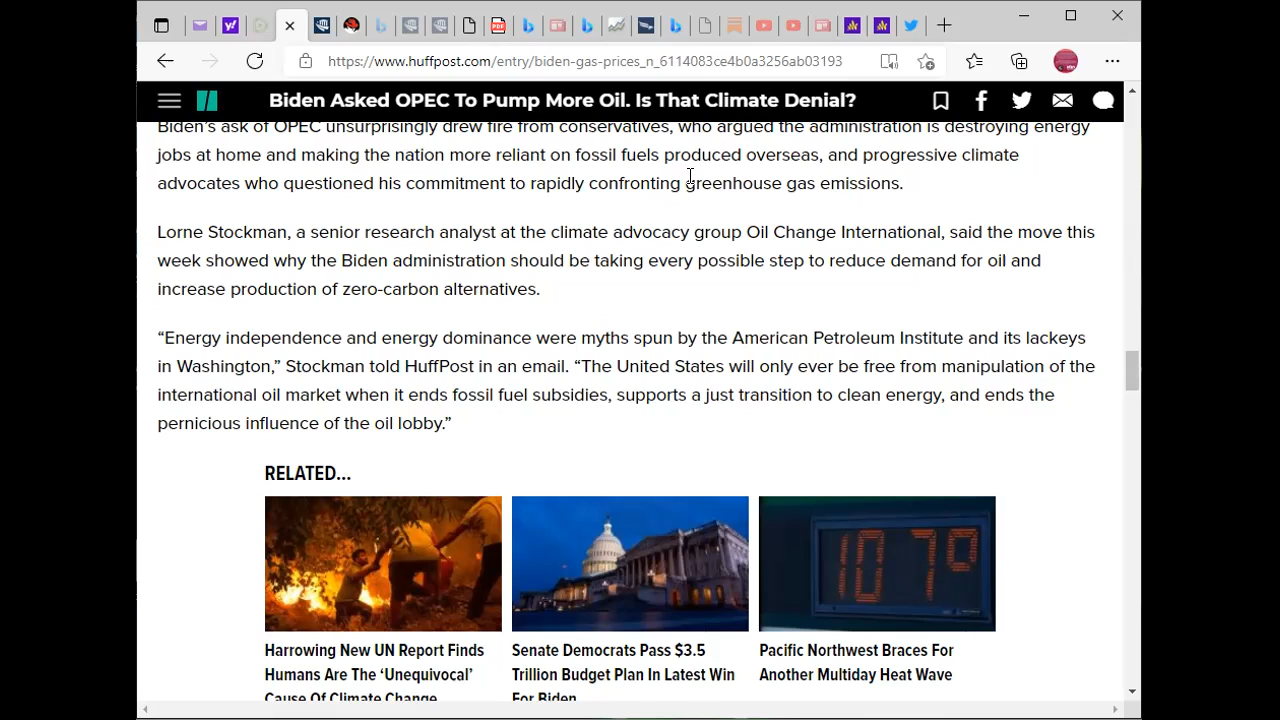 https://www.huffpost.com/entry/biden-gas-prices_n_6114083ce4b0a3256ab03193
Biden Asked OPEC To Pump More Oil. Is That Climate Denial?
Biden's ask of OPEC unsurprisingly drew fire from conservatives, who argued the administration is destroying energy
jobs at home and making the nation more reliant on fossil fuels produced overseas, and progressive climate
advocates who questioned his commitment to rapidly confronting greenhouse gas emissions.
Lorne Stockman, a senior research analyst at the climate advocacy group Oil Change International, said the move this
week showed why the Biden administration should be taking every possible step to reduce demand for oil and
increase production of zero-carbon alternatives.
“Energy independence and energy dominance were myths spun by the American Petroleum Institute and its lackeys
in Washington,” Stockman told HuffPost in an email. “The United States will only ever be free from manipulation of the
international oil market when it ends fossil fuel subsidies, supports a just transition to clean energy, and ends the
pernicious influence of the oil lobby.”
RELATED...
107°
Harrowing New UN Report Finds
Humans Are The ‘Unequivocal’
Cause Of Climate Change
Senate Democrats Pass $3.5
Trillion Budget Plan In Latest Win
For Biden
Pacific Northwest Braces For
Another Multiday Heat Wave